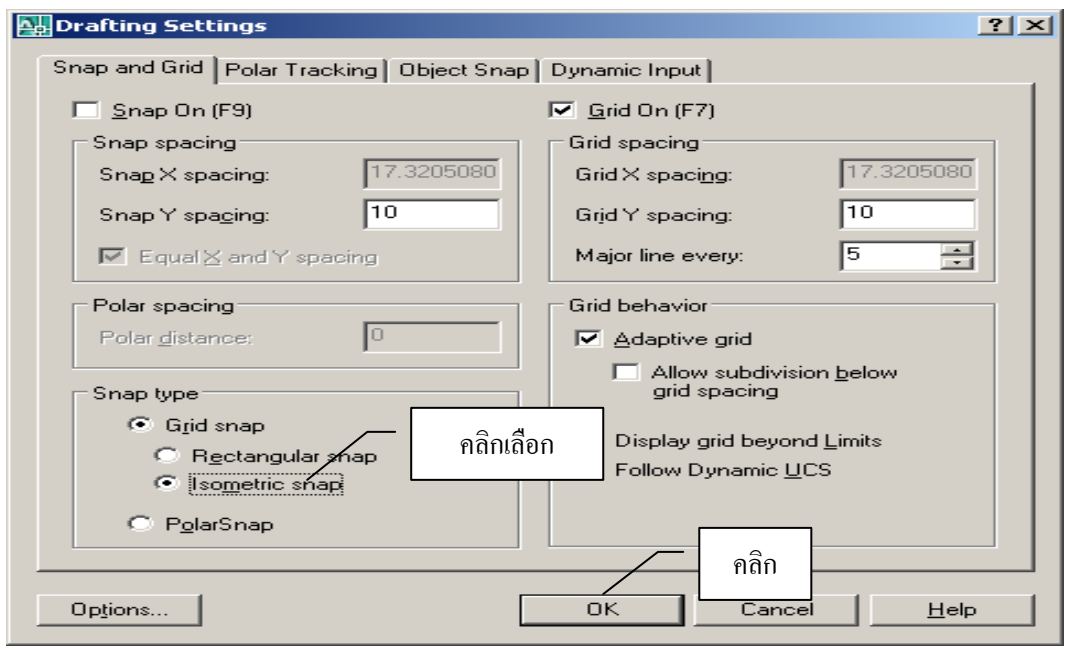 Drafting Settings
Snap and Grid
Polar Tracking
Object Snap
Dynamic Input
Snap On (F9)
Snap spacing
Snap X spacing:
17.3205080
Snap Y spacing:
10
Equal X and Y spacing
Polar spacing
Polar distance:
0
Snap type
Grid snap
Rectangular snap
Isometric snap
PolarSnap
Grid On (F7)
Grid spacing
Grid X spacing:
17.3205080
Grid Y spacing:
10
Major line every:
5
Grid behavior
Adaptive grid
Allow subdivision below
grid spacing
Display grid beyond Limits
Follow Dynamic UCS
คลิกเลือก
คลิก
Options...
OK
Cancel
Help